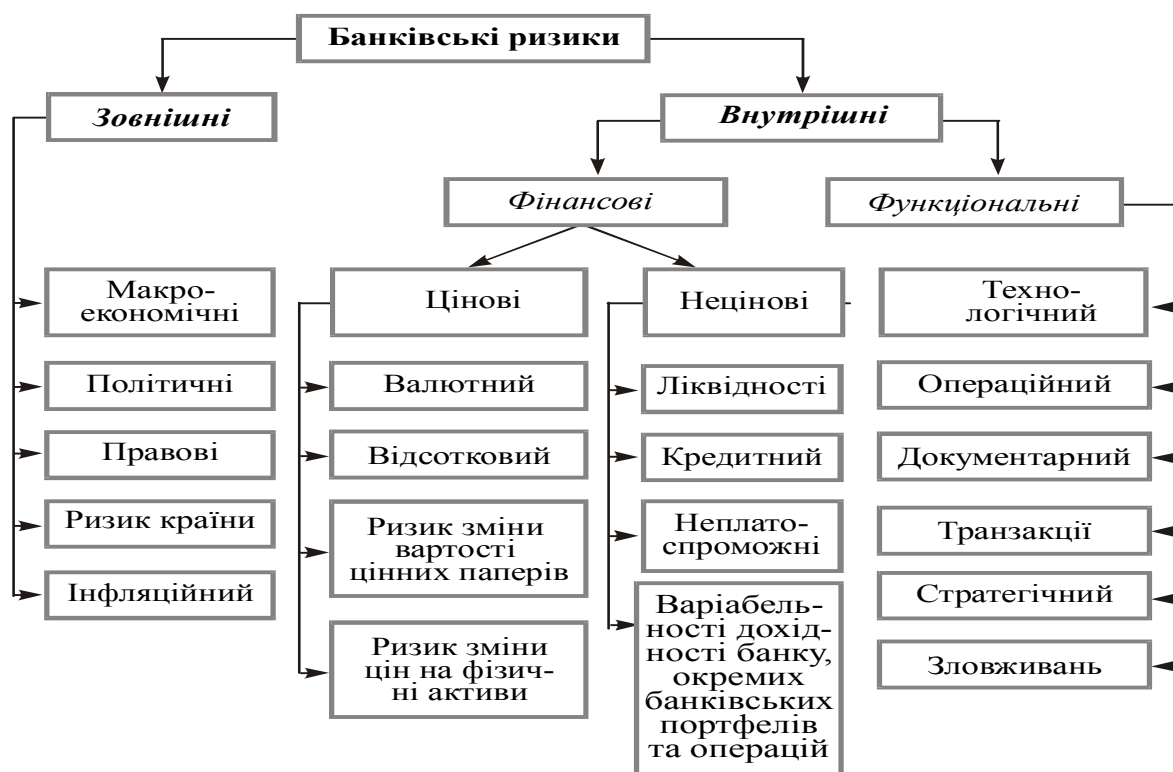 Банківські ризики
Зовнішні
Внутрішні
Фінансові
Функціональні
Макро-
економічні
Політичні
Правові
Ризик країни
Інфляційний
Цінові
Валютний
Відсотковий
Ризик зміни
вартості
цінних паперів
Ризик зміни
цін на фізич-
ні активи
Нецінові
Ліквідності
Кредитний
Неплато-
спроможні
Варіабель-
ності дохід-
ності банку,
окремих
банківських
портфелів
та операцій
Техно-
логічний
Операційний
Документарний
Транзакції
Стратегічний
Зловживань